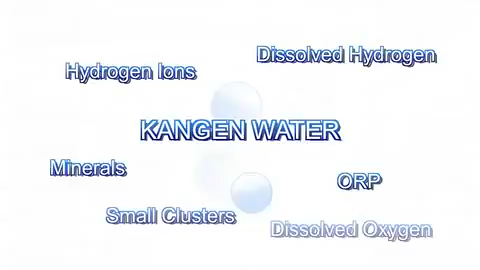 Dissolved Hydrogen
Hydrogen Ions
KANGEN WATER
Minerals
ORP
Small Clusters
Dissolved Oxygen